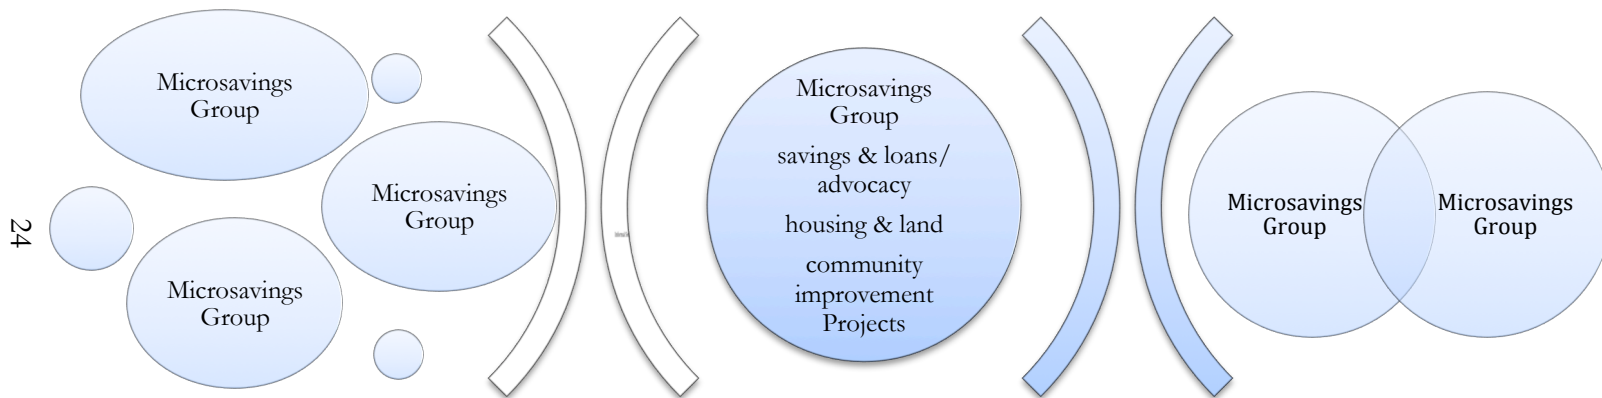 24
Microsavings
Group
Microsavings
Group
Microsavings
Group
Microsavings
Group
savings & loans/
advocacy
housing & land
community
improvement
Projects
Microsavings
Group
Microsavings
Group